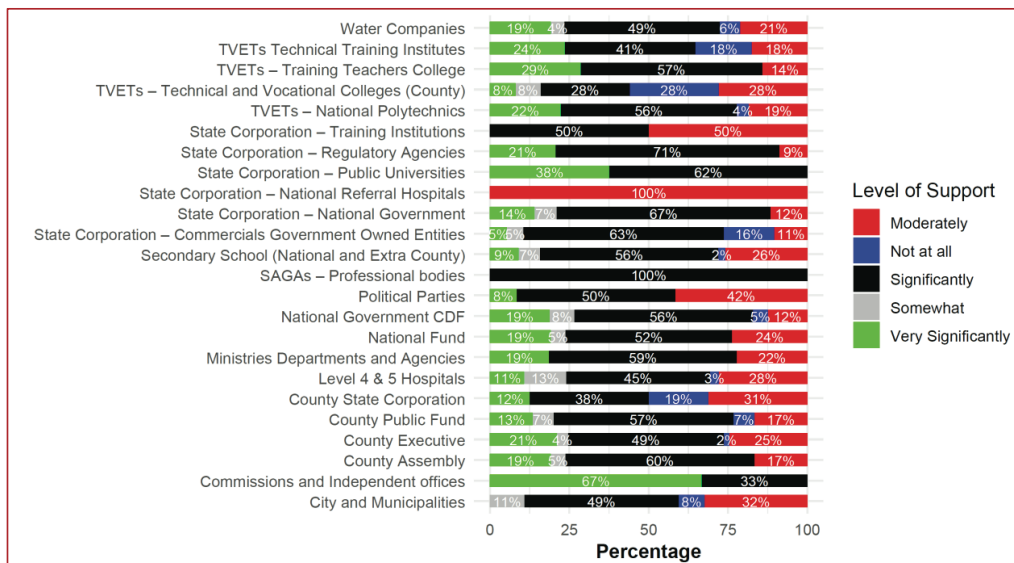 Water Companies 19% 4% 49% 6% 21%
TVETs Technical Training Institutes 24% 41% 18% 18%
TVETs – Training Teachers College 29% 57% 14%
TVETs – Technical and Vocational Colleges (County) 8% 8% 28% 28% 28%
TVETs – National Polytechnics 22% 56% 4% 19%
State Corporation – Training Institutions 50% 50%
State Corporation – Regulatory Agencies 21% 71% 9%
State Corporation – Public Universities 38% 62%
State Corporation – National Referral Hospitals 100%
State Corporation – National Government 14% 7% 67% 12%
State Corporation – Commercials Government Owned Entities 5% 5% 63% 16% 11%
Secondary School (National and Extra County) 9% 7% 56% 2% 26%
SAGAs – Professional bodies 100%
Political Parties 8% 50% 42%
National Government CDF 19% 8% 56% 5% 12%
National Fund 19% 5% 52% 24%
Ministries Departments and Agencies 19% 59% 22%
Level 4 & 5 Hospitals 11% 13% 45% 3% 28%
County State Corporation 12% 38% 19% 31%
County Public Fund 13% 7% 57% 7% 17%
County Executive 21% 4% 49% 2% 25%
County Assembly 19% 5% 60% 17%
Commissions and Independent offices 67% 33%
City and Municipalities 11% 49% 8% 32%
0 25 50 75 100
Percentage
Level of Support
Moderately
Not at all
Significantly
Somewhat
Very Significantly